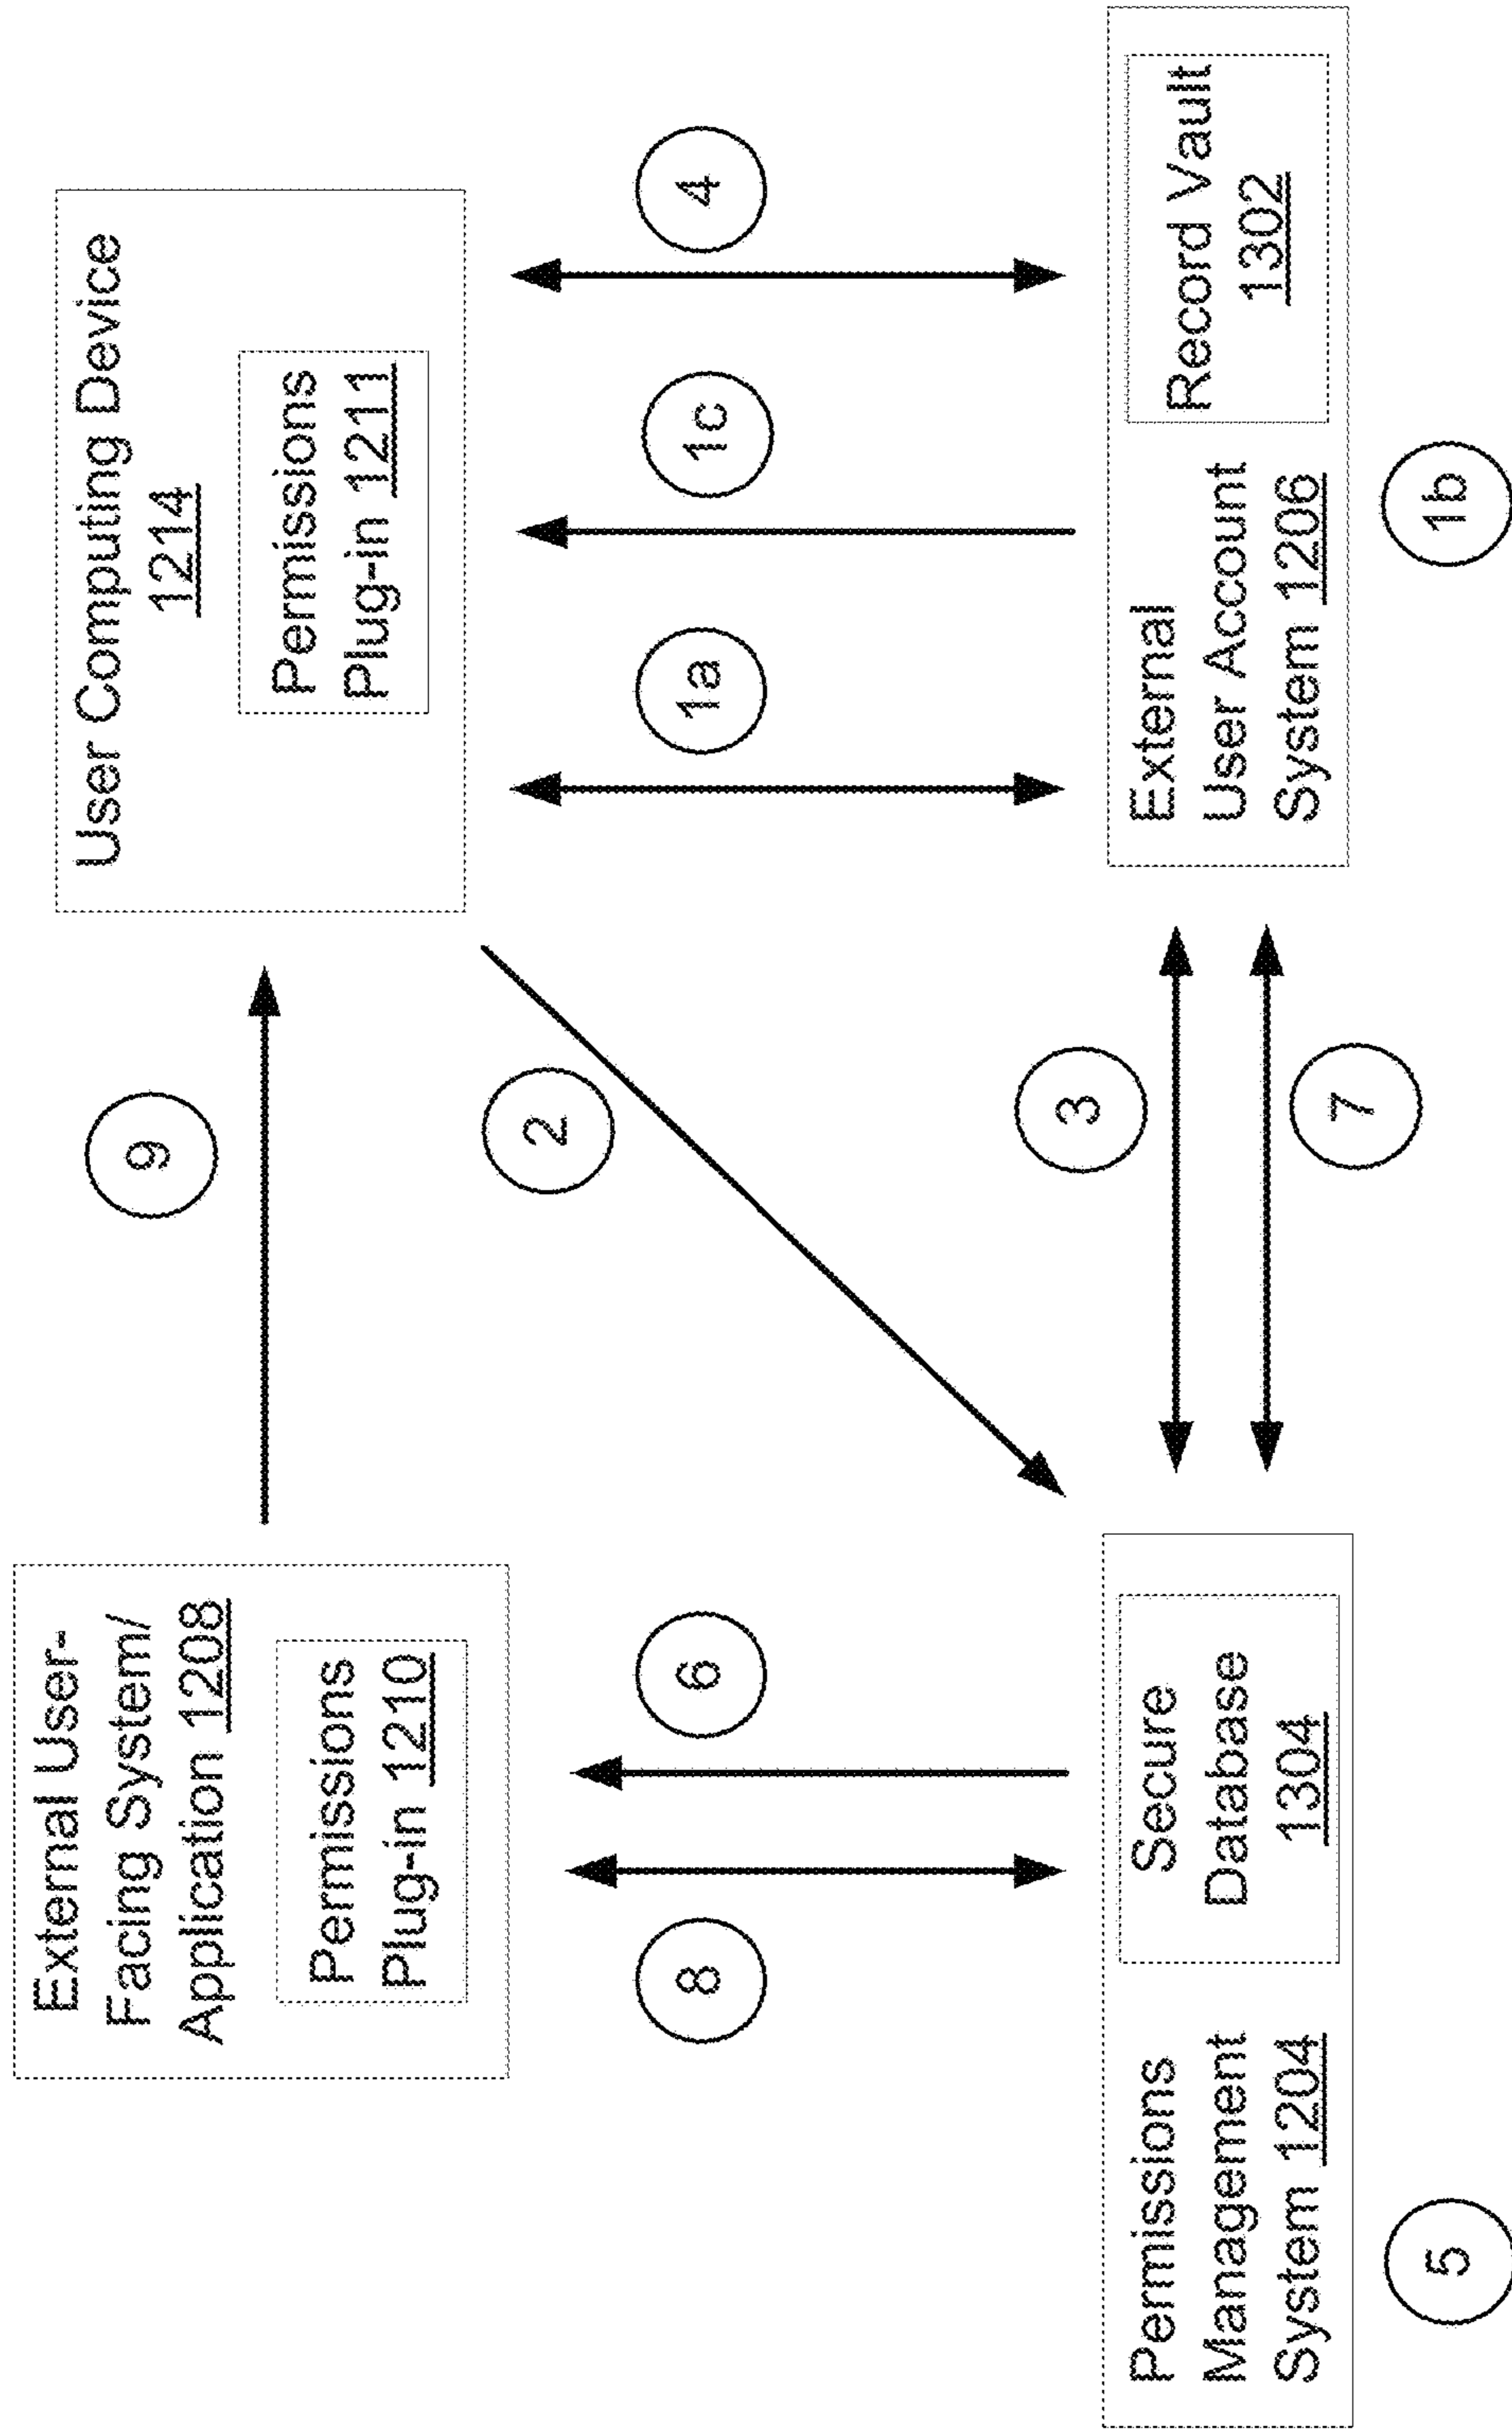 External User-
Facing System/
Application 1208
Permissions
Plug-in 1210
9
User Computing Device
1214
Permissions
Plug-in 1211
8
6
2
1a
1c
4
3
7
Permissions
Management
System 1204
Secure
Database
1304
5
External
User Account
System 1206
Record Vault
1302
1b